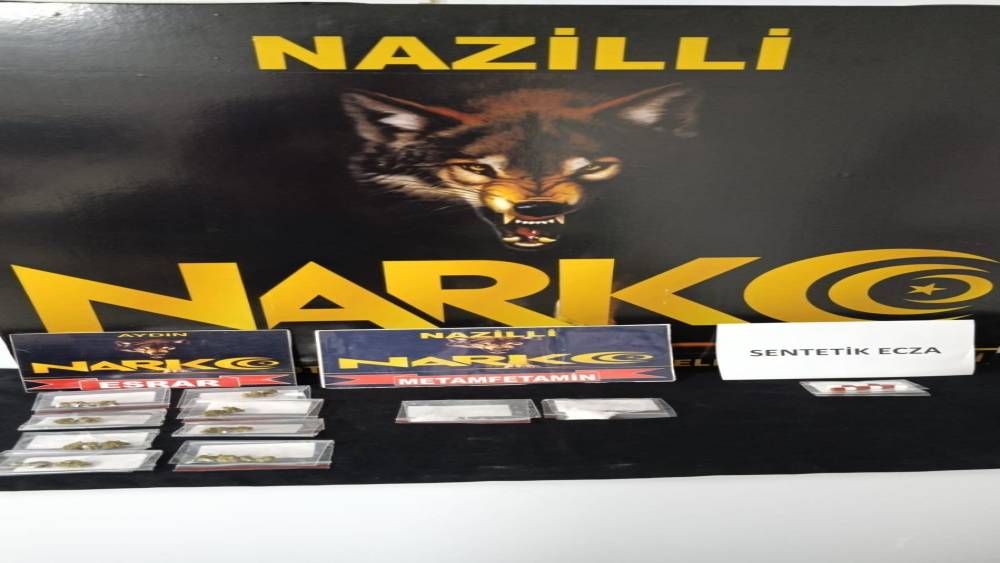 NAZİLLİ
NARKO
AYDIN
NARKO
ESRAR
NAZİLLİ
NARKO
METAMFETAMİN
SENTETİK ECZA